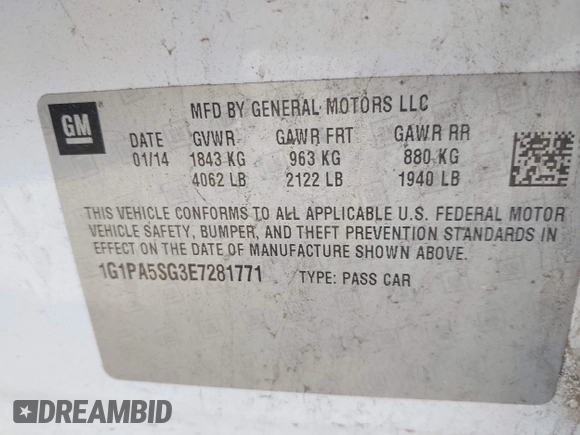 GM
MFD BY GENERAL MOTORS LLC
DATE GVWR GAWR FRT GAWR RR
01/14 1843 KG 963 KG 880 KG
4062 LB 2122 LB 1940 LB
THIS VEHICLE CONFORMS TO ALL APPLICABLE U.S. FEDERAL MOTOR
VEHICLE SAFETY, BUMPER, AND THEFT PREVENTION STANDARDS IN
EFFECT ON THE DATE OF MANUFACTURE SHOWN ABOVE.
1G1PA5SG3E7281771 TYPE: PASS CAR
DREAMBID